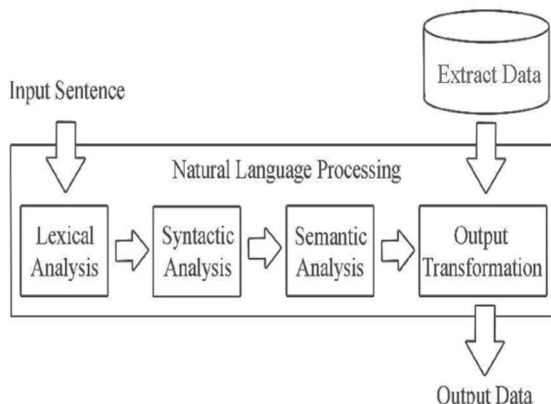 Extract Data
Input Sentence
Natural Language Processing
Lexical
Analysis
Syntactic
Analysis
Semantic
Analysis
Output
Transformation
Output Data